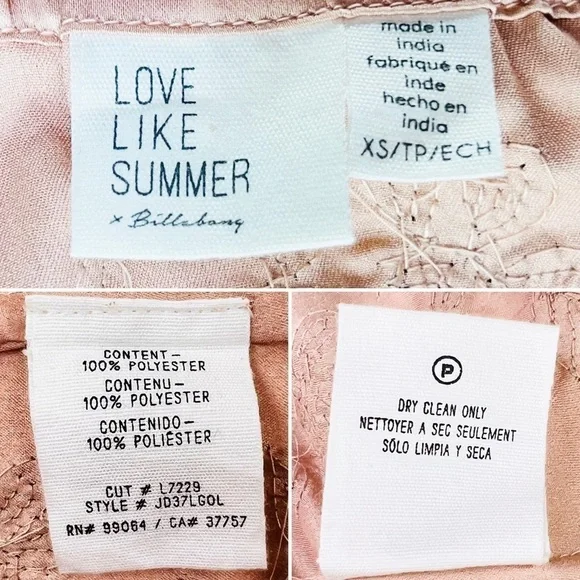 LOVE
LIKE
SUMMER
x Billabong
made in
india
fabriqué en
inde
hecho en
india
XS/TP/ECH
CONTENT—
100% POLYESTER
CONTENU—
100% POLYESTER
CONTENIDO—
100% POLIÉSTER
CUT # L7229
STYLE # JD37LGOL
RN# 99064 / CA# 37757
P
DRY CLEAN ONLY
NETTOYER A SEC SEULEMENT
SÓLO LIMPIA Y SECA